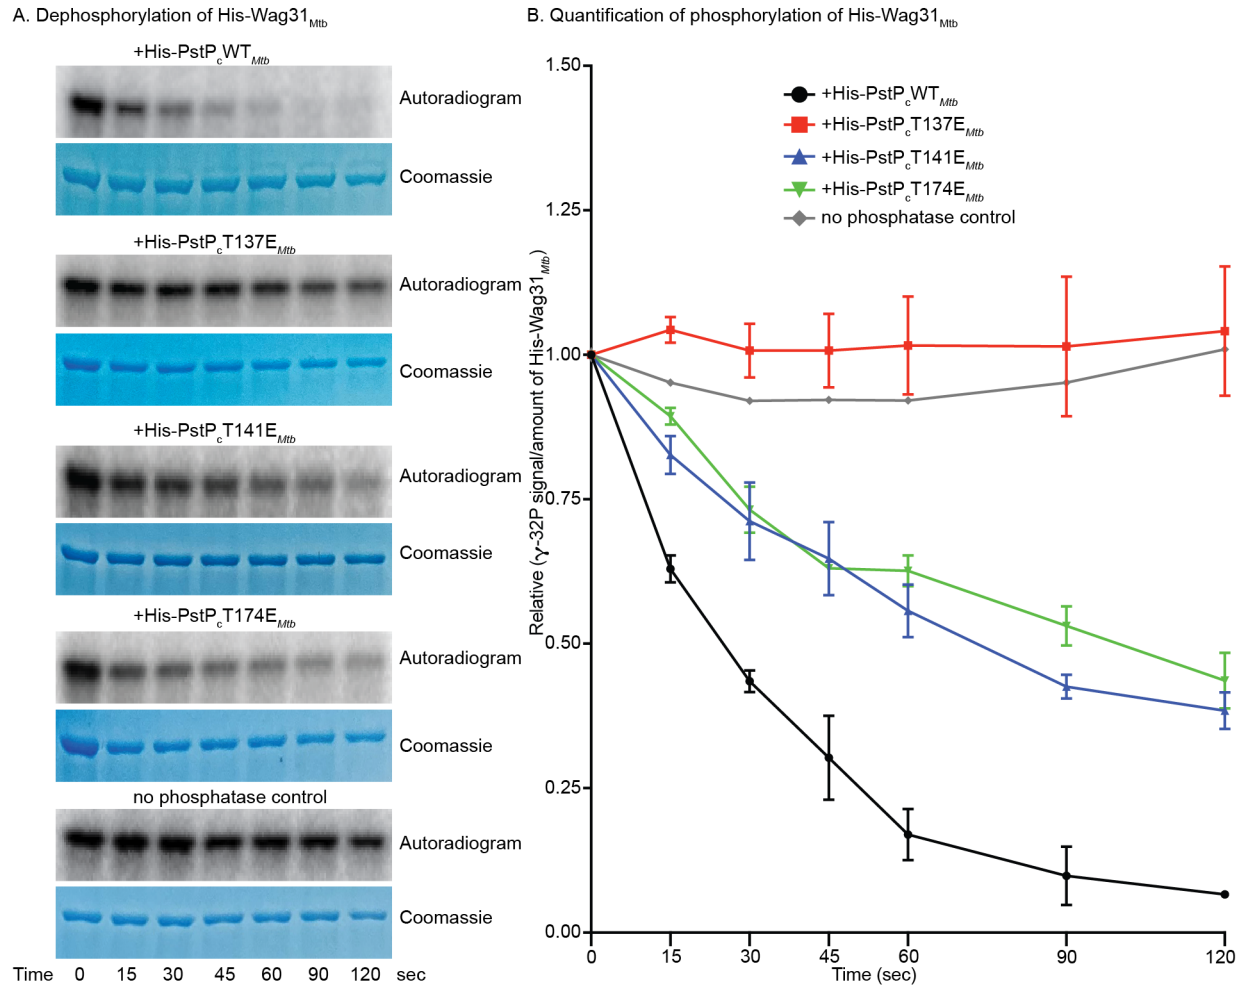 A. Dephosphorylation of His-Wag31Mtb
+His-PstPcWTMtb
Autoradiogram
Coomassie
+His-PstPcT137EMtb
Autoradiogram
Coomassie
+His-PstPcT141EMtb
Autoradiogram
Coomassie
+His-PstPcT174EMtb
Autoradiogram
Coomassie
no phosphatase control
Autoradiogram
Coomassie
Time 0 15 30 45 60 90 120 sec
B. Quantification of phosphorylation of His-Wag31Mtb
Relative (γ-32P signal/amount of His-Wag31Mtb)
1.50
1.25
1.00
0.75
0.50
0.25
0.00
+His-PstPcWTMtb
+His-PstPcT137EMtb
+His-PstPcT141EMtb
+His-PstPcT174EMtb
no phosphatase control
0 15 30 45 60 90 120
Time (sec)